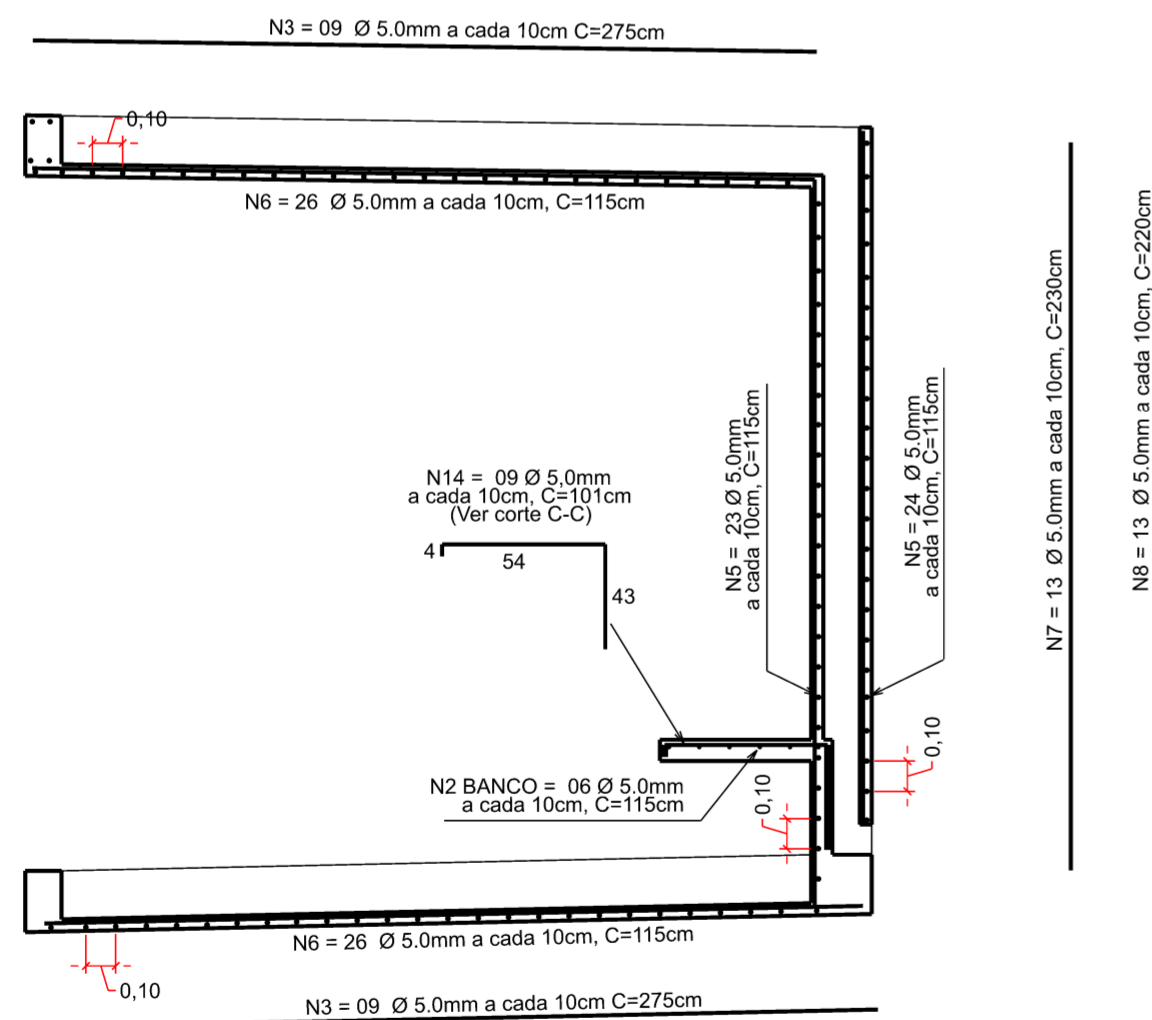 N3 = 09 Ø 5.0mm a cada 10cm C=275cm
0,10
N6 = 26 Ø 5.0mm a cada 10cm, C=115cm
N14 = 09 Ø 5,0mm
a cada 10cm, C=101cm
(Ver corte C-C)
4
54
43
N5 = 23 Ø 5.0mm
a cada 10cm, C=115cm
N5 = 24 Ø 5.0mm
a cada 10cm, C=115cm
N7 = 13 Ø 5.0mm a cada 10cm, C=230cm
N8 = 13 Ø 5.0mm a cada 10cm, C=220cm
N2 BANCO = 06 Ø 5.0mm
a cada 10cm, C=115cm
0,10
0,10
N6 = 26 Ø 5.0mm a cada 10cm, C=115cm
0,10
N3 = 09 Ø 5.0mm a cada 10cm C=275cm